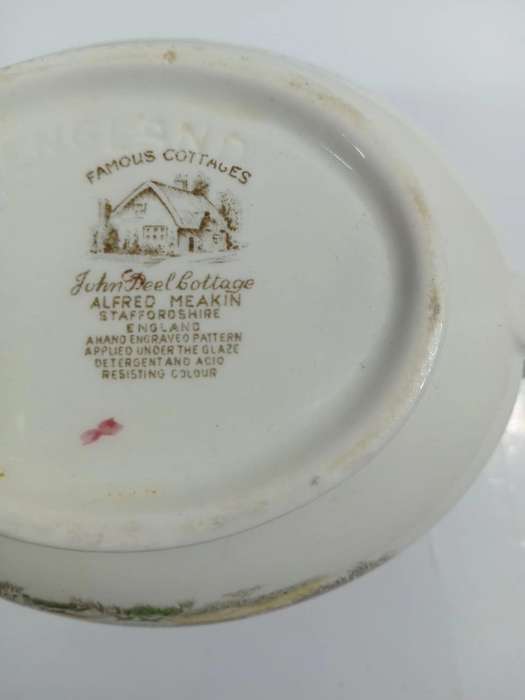 ENGLAND
FAMOUS COTTAGES
John Peel Cottage
ALFRED MEAKIN
STAFFORDSHIRE
ENGLAND
A HAND ENGRAVED PATTERN
APPLIED UNDER THE GLAZE
DETERGENT AND ACID
RESISTING COLOUR